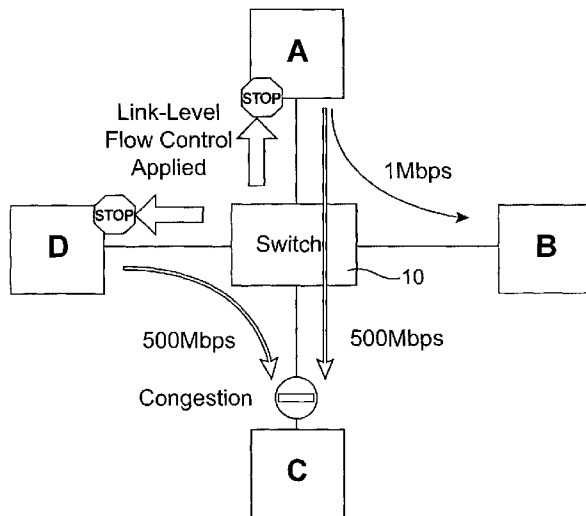 A
STOP
Link-Level
Flow Control
Applied
1Mbps
STOP
D
Switch
B
10
500Mbps
500Mbps
Congestion
C